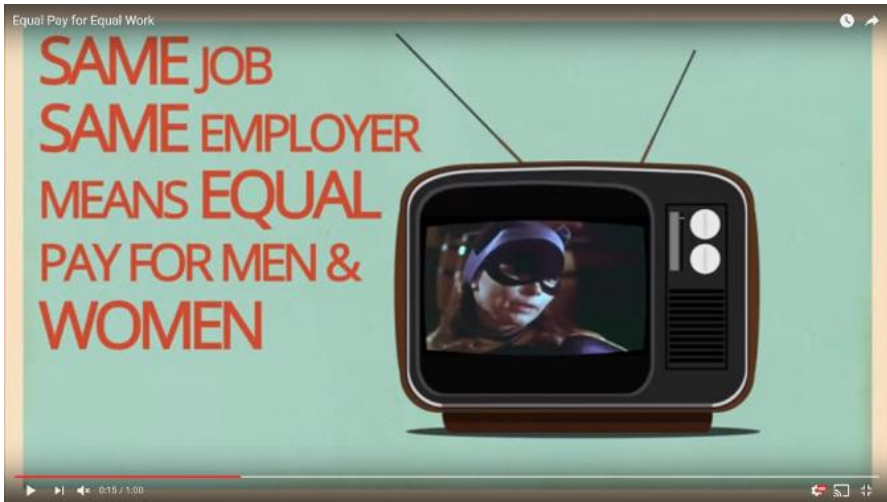 Equal Pay for Equal Work
SAME JOB
SAME EMPLOYER
MEANS EQUAL
PAY FOR MEN &
WOMEN
0:15 / 1:00